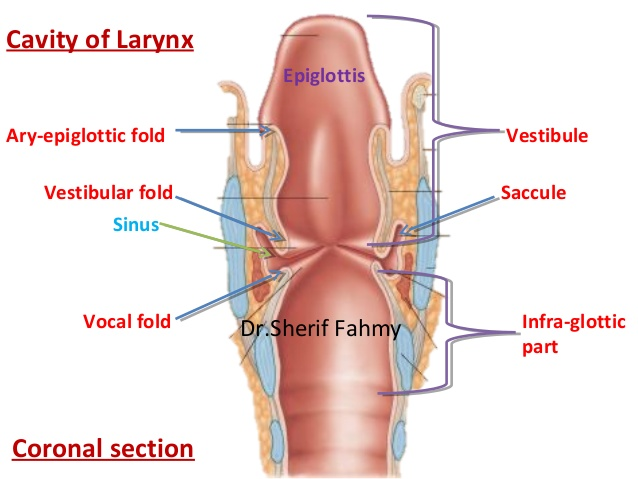 Cavity of Larynx
Epiglottis
Ary-epiglottic fold
Vestibule
Vestibular fold
Saccule
Sinus
Vocal fold
Dr.Sherif Fahmy
Infra-glottic
part
Coronal section